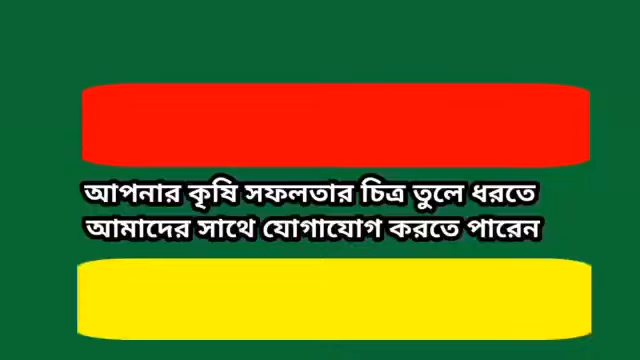 আপনার কৃষি সফলতার চিত্র তুলে ধরতে
আমাদের সাথে যোগাযোগ করতে পারেন